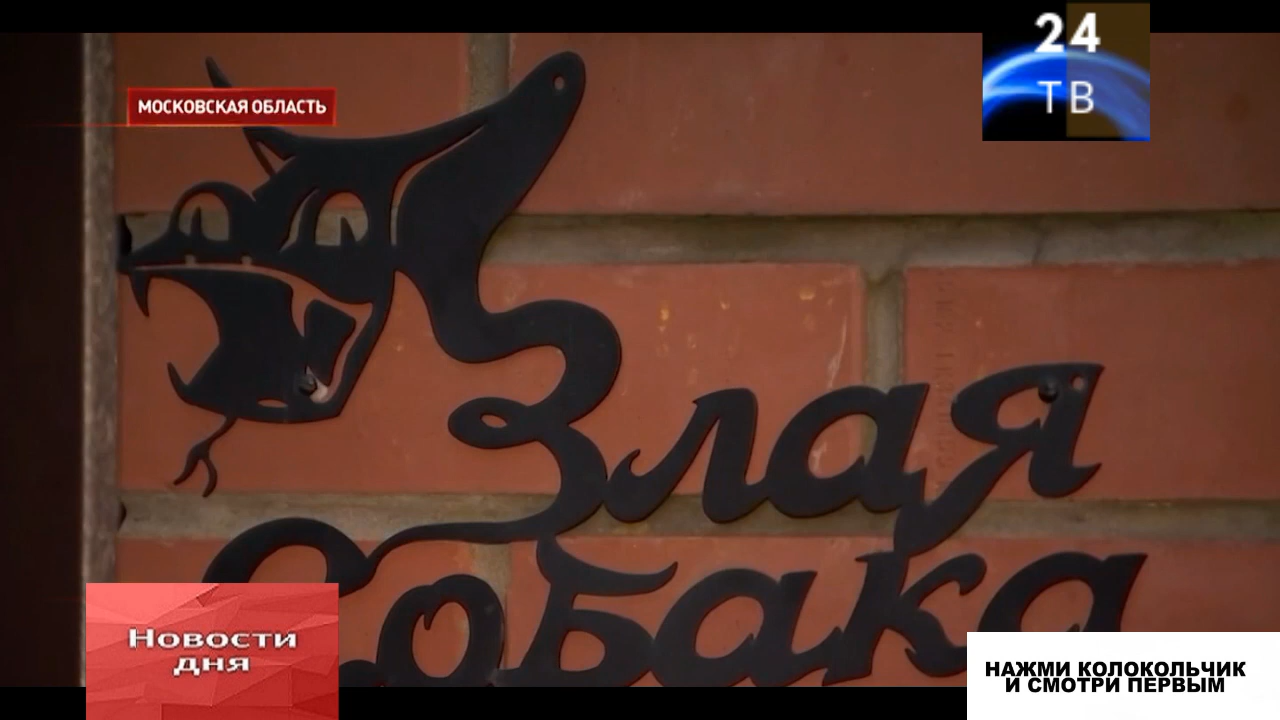 24
ТВ
МОСКОВСКАЯ ОБЛАСТЬ
Злая
Собака
Новости
дня
НАЖМИ КОЛОКОЛЬЧИК
И СМОТРИ ПЕРВЫМ